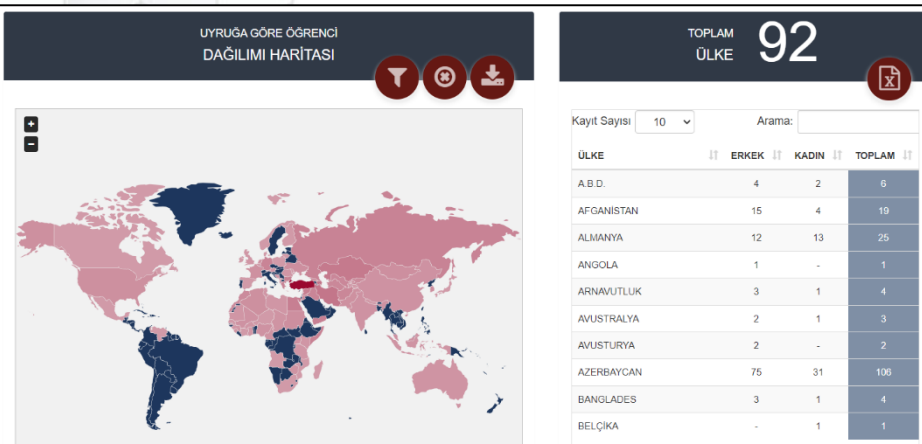 UYRUĞA GÖRE ÖĞRENCİ
DAĞILIMI HARİTASI
+
-
TOPLAM
ÜLKE 92
Kayıt Sayısı 10 Arama:
ÜLKE ERKEK KADIN TOPLAM
A.B.D. 4 2 6
AFGANİSTAN 15 4 19
ALMANYA 12 13 25
ANGOLA 1 - 1
ARNAVUTLUK 3 1 4
AVUSTRALYA 2 1 3
AVUSTURYA 2 - 2
AZERBAYCAN 75 31 106
BANGLADES 3 1 4
BELÇİKA - 1 1